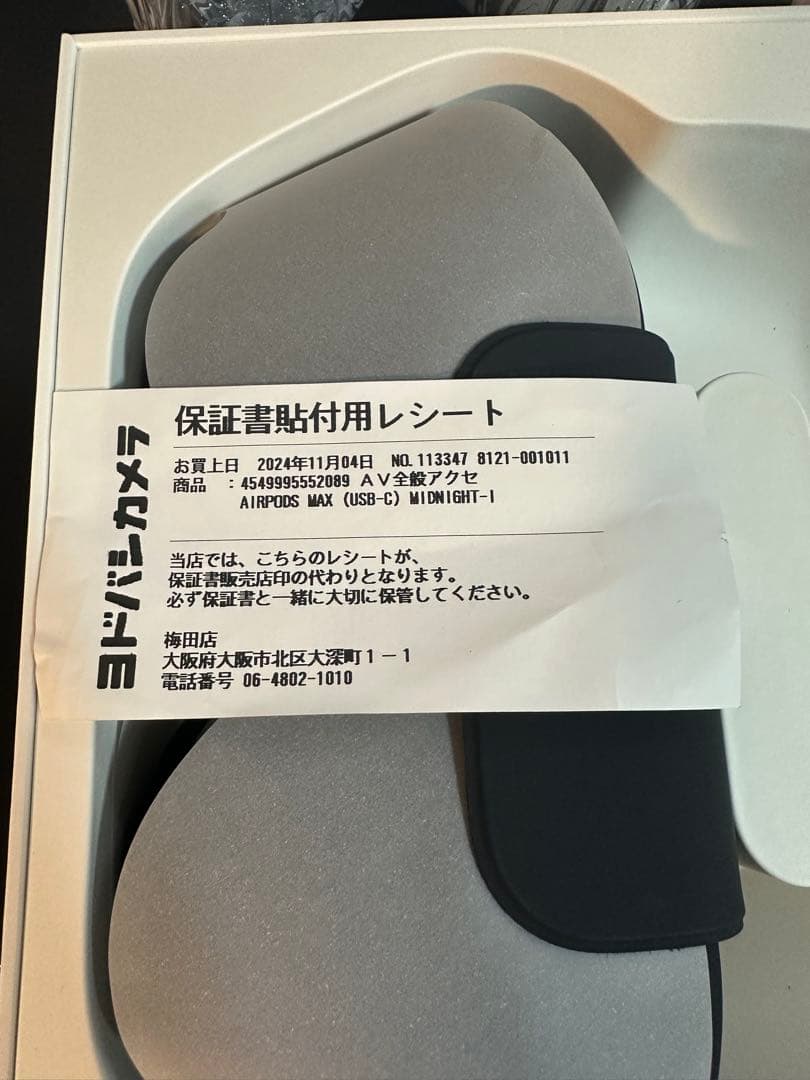 ヨドバシカメラ
保証書貼付用レシート
お買上日 2024年11月04日 NO.113347 8121-001011
商品 :4549995552089 AV全般アクセ
AIRPODS MAX (USB-C) MIDNIGHT-I
当店では、こちらのレシートが、
保証書販売店印の代わりとなります。
必ず保証書と一緒に大切に保管してください。
梅田店
大阪府大阪市北区大深町1-1
電話番号 06-4802-1010